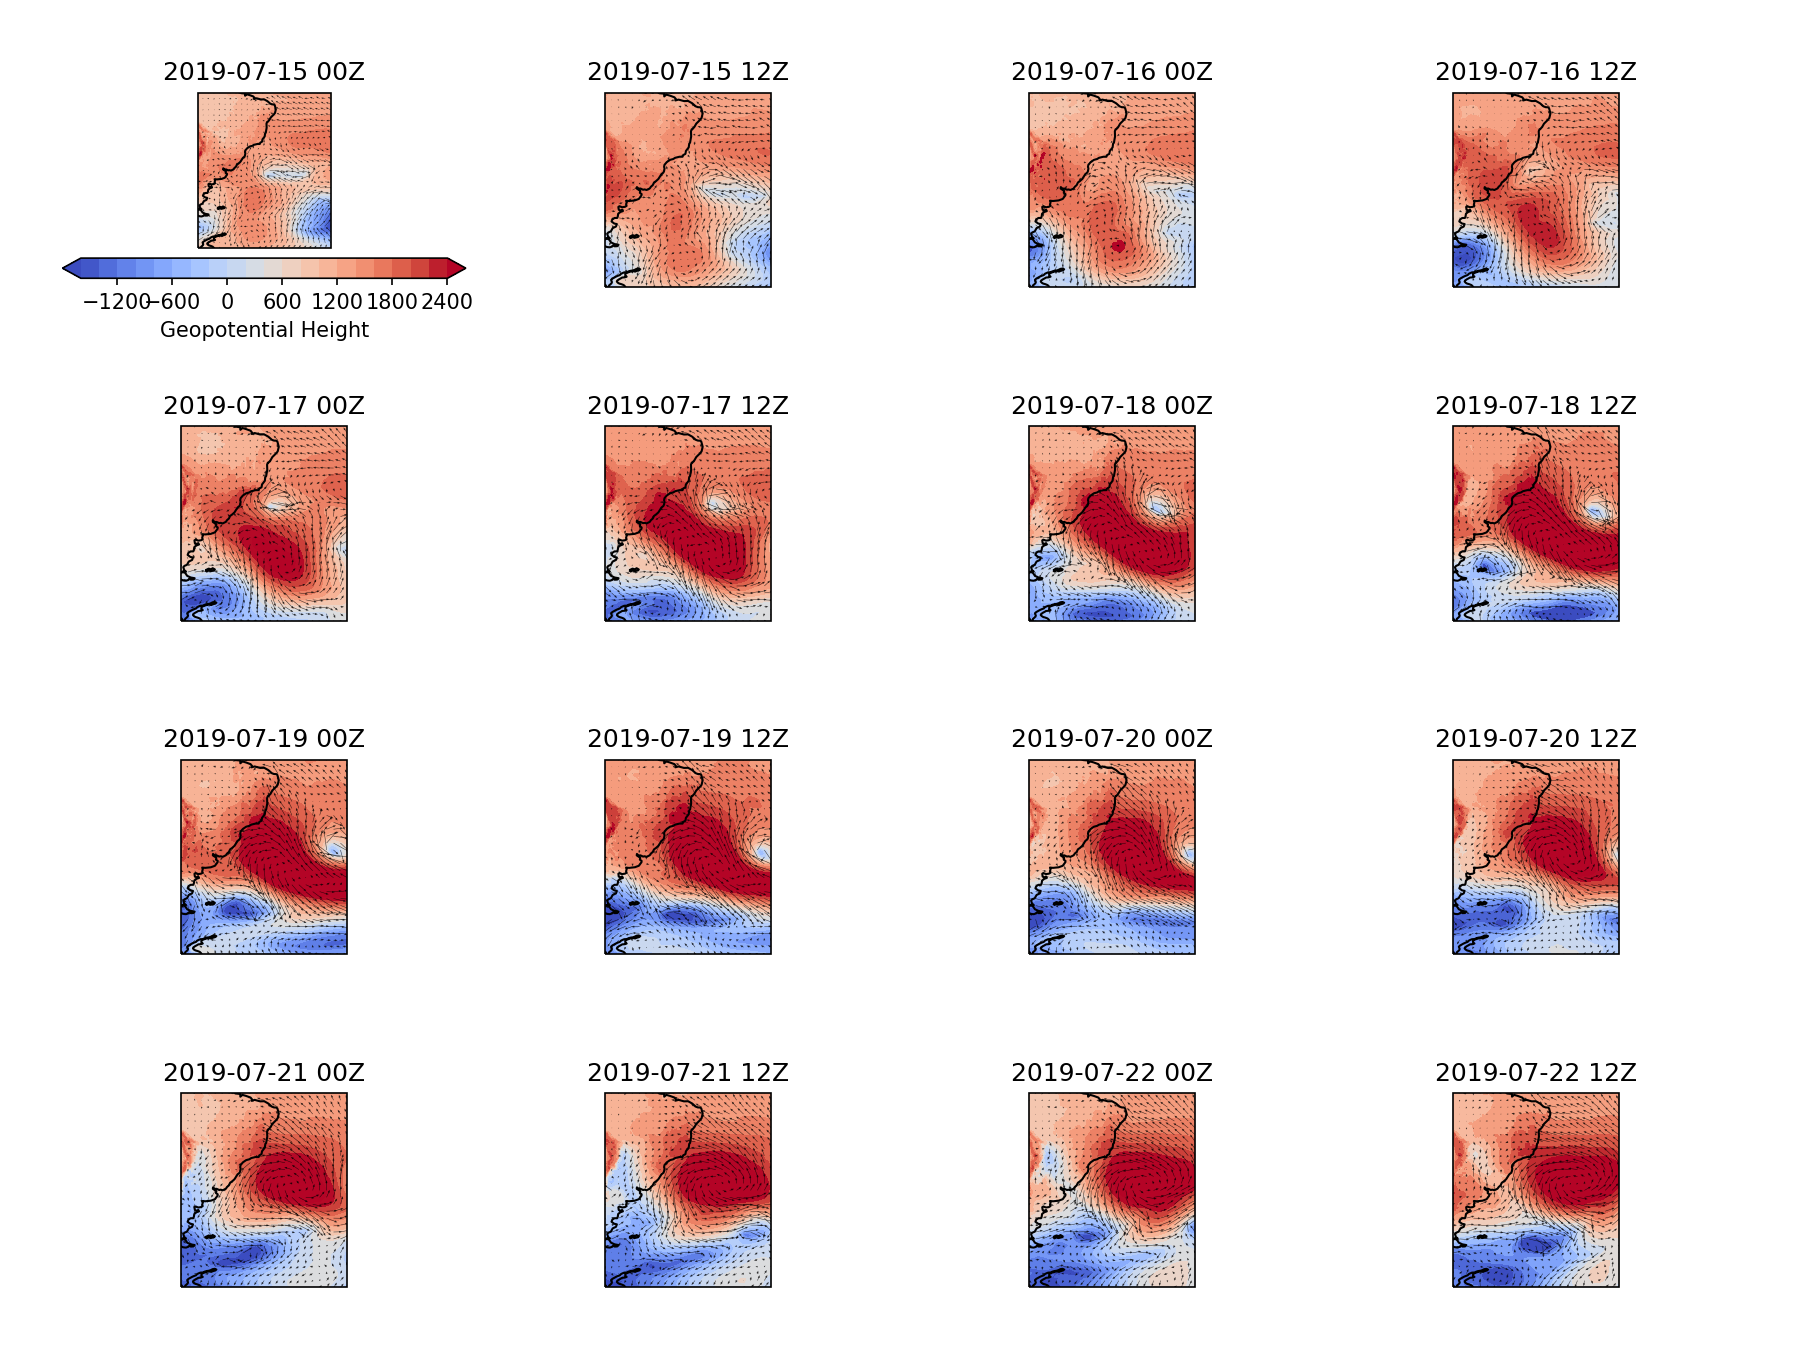 2019-07-15 00Z
2019-07-15 12Z
2019-07-16 00Z
2019-07-16 12Z
−1200 −600 0 600 1200 1800 2400
Geopotential Height
2019-07-17 00Z
2019-07-17 12Z
2019-07-18 00Z
2019-07-18 12Z
2019-07-19 00Z
2019-07-19 12Z
2019-07-20 00Z
2019-07-20 12Z
2019-07-21 00Z
2019-07-21 12Z
2019-07-22 00Z
2019-07-22 12Z